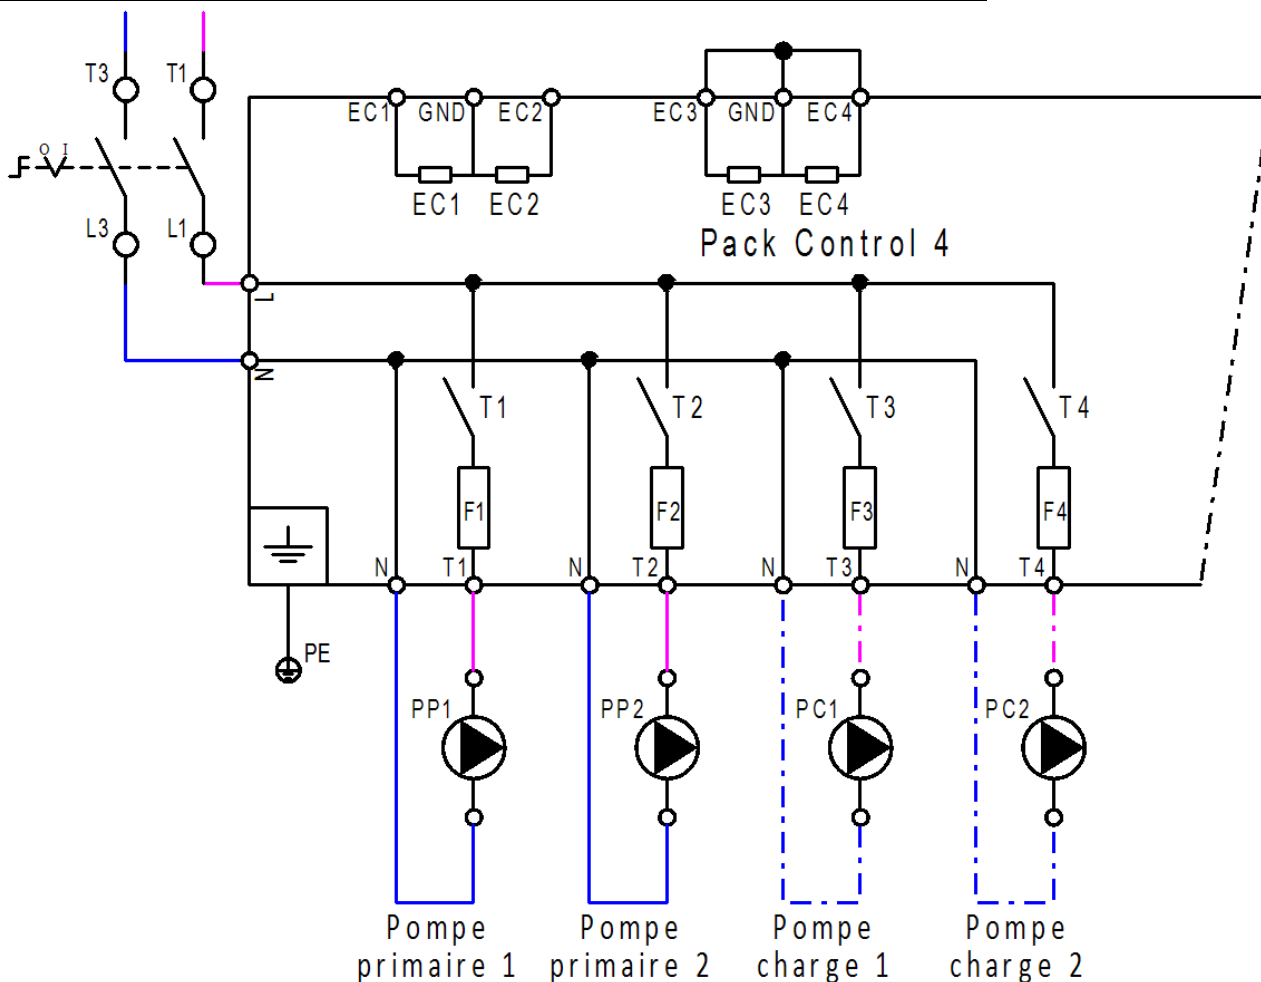 T3 T1
EC1 GND EC2 EC3 GND EC4
O I
EC1 EC2 EC3 EC4
L3 L1
Pack Control 4
L
N
T1 T2 T3 T4
F1 F2 F3 F4
N T1 N T2 N T3 N T4
PE
PP1 PP2 PC1 PC2
Pompe primaire 1
Pompe primaire 2
Pompe charge 1
Pompe charge 2